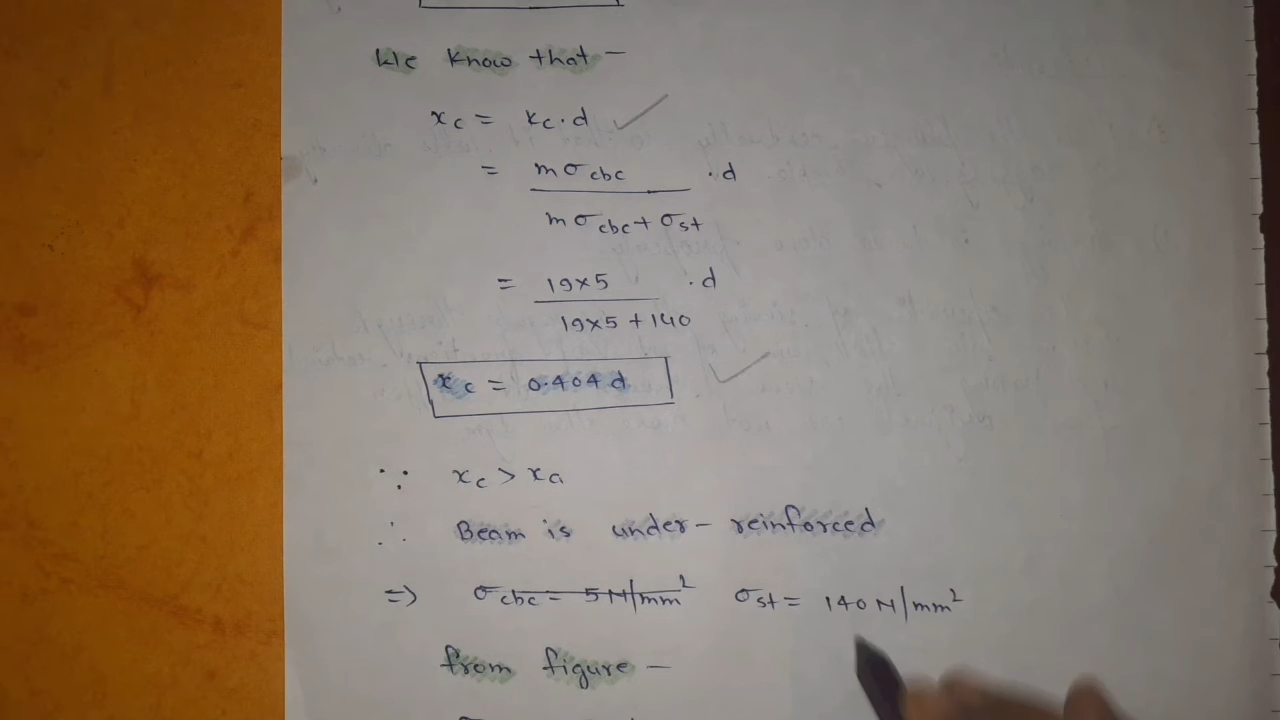 We know that –
xc = kc.d ✓
= mσcbc / mσcbc + σst .d
= 19×5 / 19×5 + 140 .d
xc = 0.404 d ✓
∵ xc > xa
∴ Beam is under-reinforced
=> σcbc = 5 N/mm² σst = 140 N/mm²
from figure –